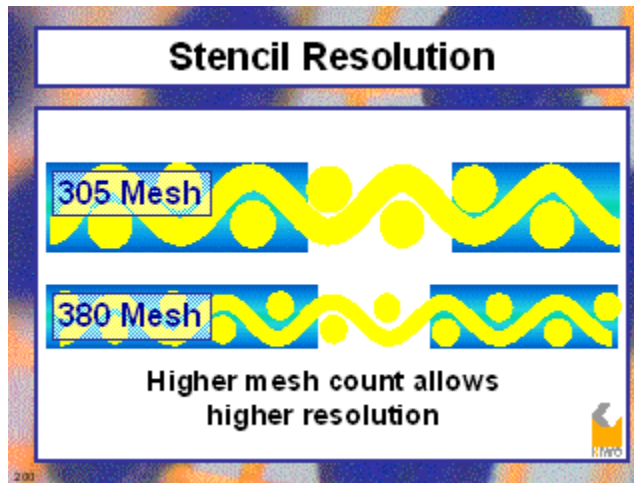 Stencil Resolution
305 Mesh
380 Mesh
Higher mesh count allows
higher resolution